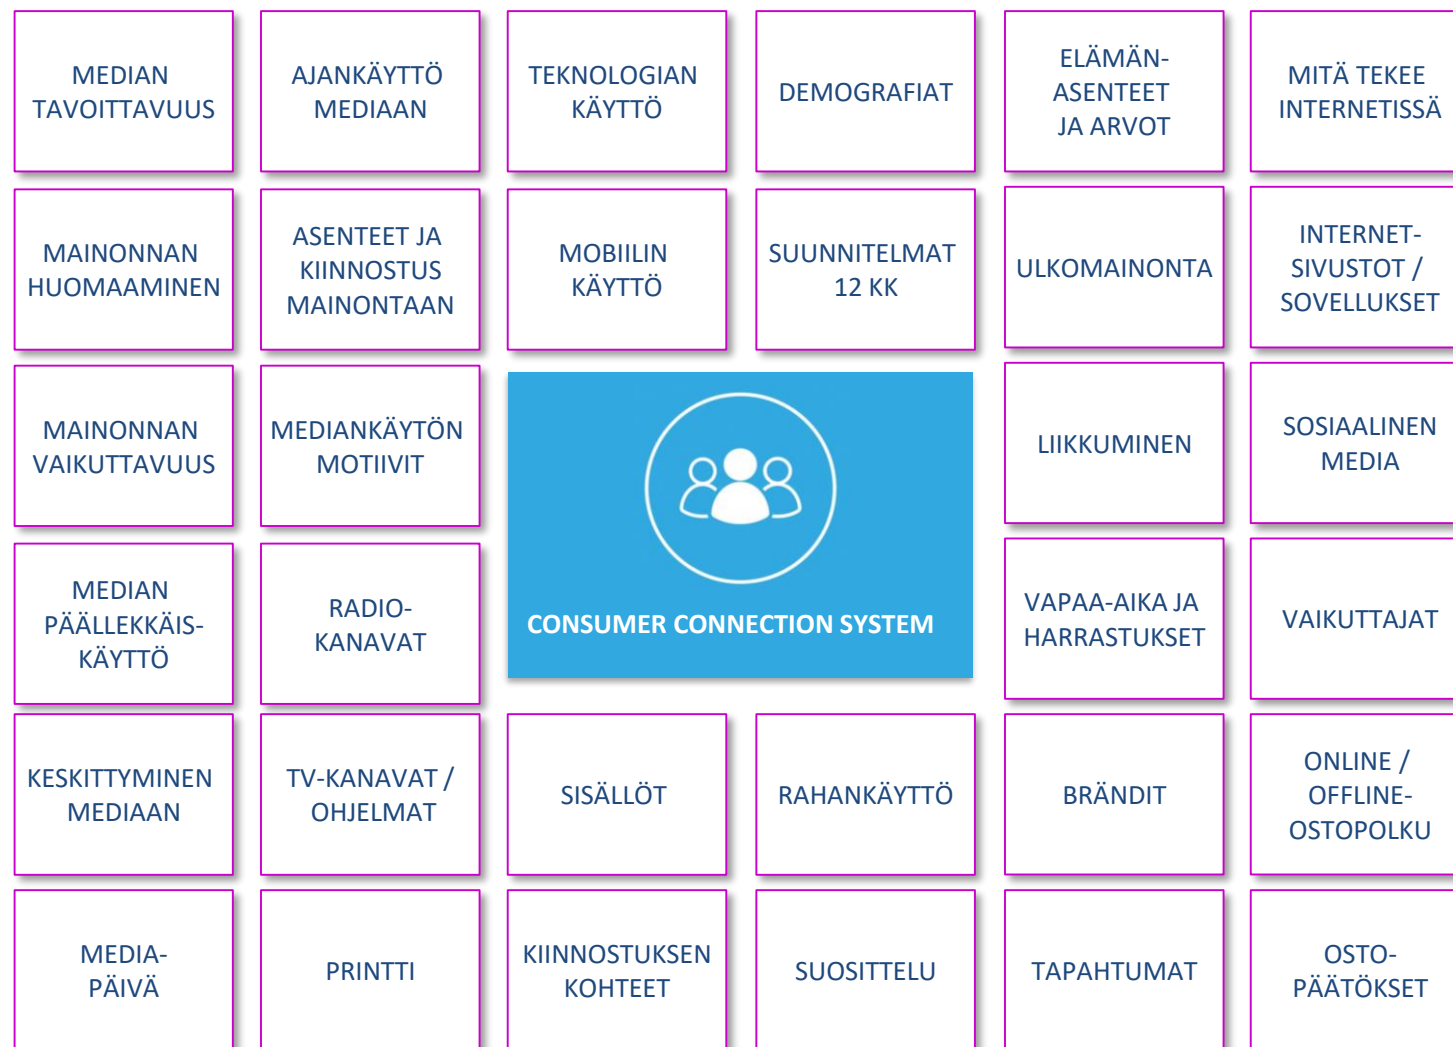 MEDIAN
TAVOITTAVUUS
AJANKÄYTTÖ
MEDIAAN
TEKNOLOGIAN
KÄYTTÖ
DEMOGRAFIAT
ELÄMÄN-
ASENTEET
JA ARVOT
MITÄ TEKEE
INTERNETISSÄ
MAINONNAN
HUOMAAMINEN
ASENTEET JA
KIINNOSTUS
MAINONTAAN
MOBIILIN
KÄYTTÖ
SUUNNITELMAT
12 KK
ULKOMAINONTA
INTERNET-
SIVUSTOT /
SOVELLUKSET
MAINONNAN
VAIKUTTAVUUS
MEDIANKÄYTÖN
MOTIIVIT
LIIKKUMINEN
SOSIAALINEN
MEDIA
MEDIAN
PÄÄLLEKKÄIS-
KÄYTTÖ
RADIO-
KANAVAT
CONSUMER CONNECTION SYSTEM
VAPAA-AIKA JA
HARRASTUKSET
VAIKUTTAJAT
KESKITTYMINEN
MEDIAAN
TV-KANAVAT /
OHJELMAT
SISÄLLÖT
RAHANKÄYTTÖ
BRÄNDIT
ONLINE /
OFFLINE-
OSTOPOLKU
MEDIA-
PÄIVÄ
PRINTTI
KIINNOSTUKSEN
KOHTEET
SUOSITTELU
TAPAHTUMAT
OSTO-
PÄÄTÖKSET